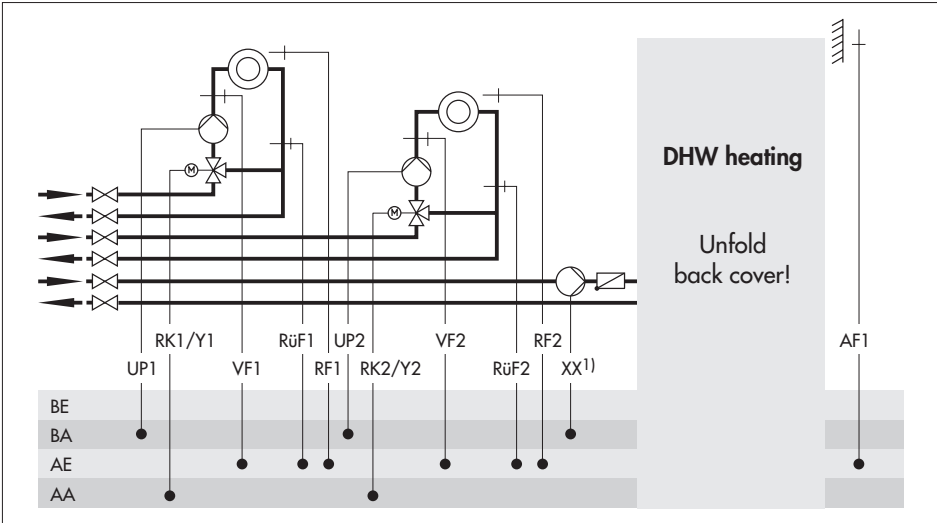 DHW heating
Unfold
back cover!
M
M
RK1/Y1 RüF1 UP2 VF2 RF2 AF1
UP1 VF1 RF1 RK2/Y2 RüF2 XX1)
BE
BA
AE
AA